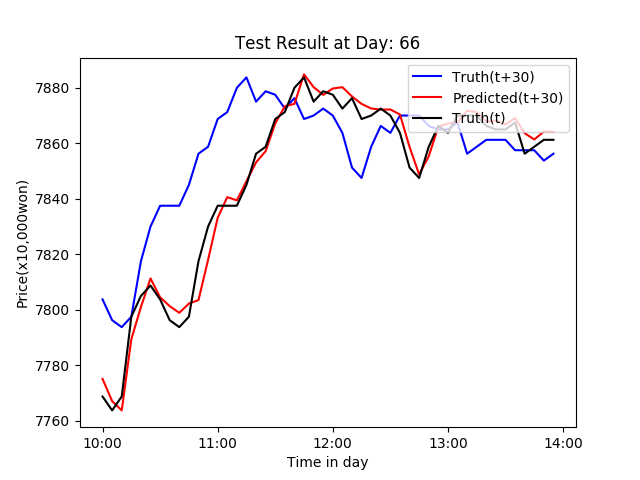 Test Result at Day: 66
Truth(t+30)
Predicted(t+30)
Truth(t)
Price(x10,000won)
7880
7860
7840
7820
7800
7780
7760
10:00 11:00 12:00 13:00 14:00
Time in day